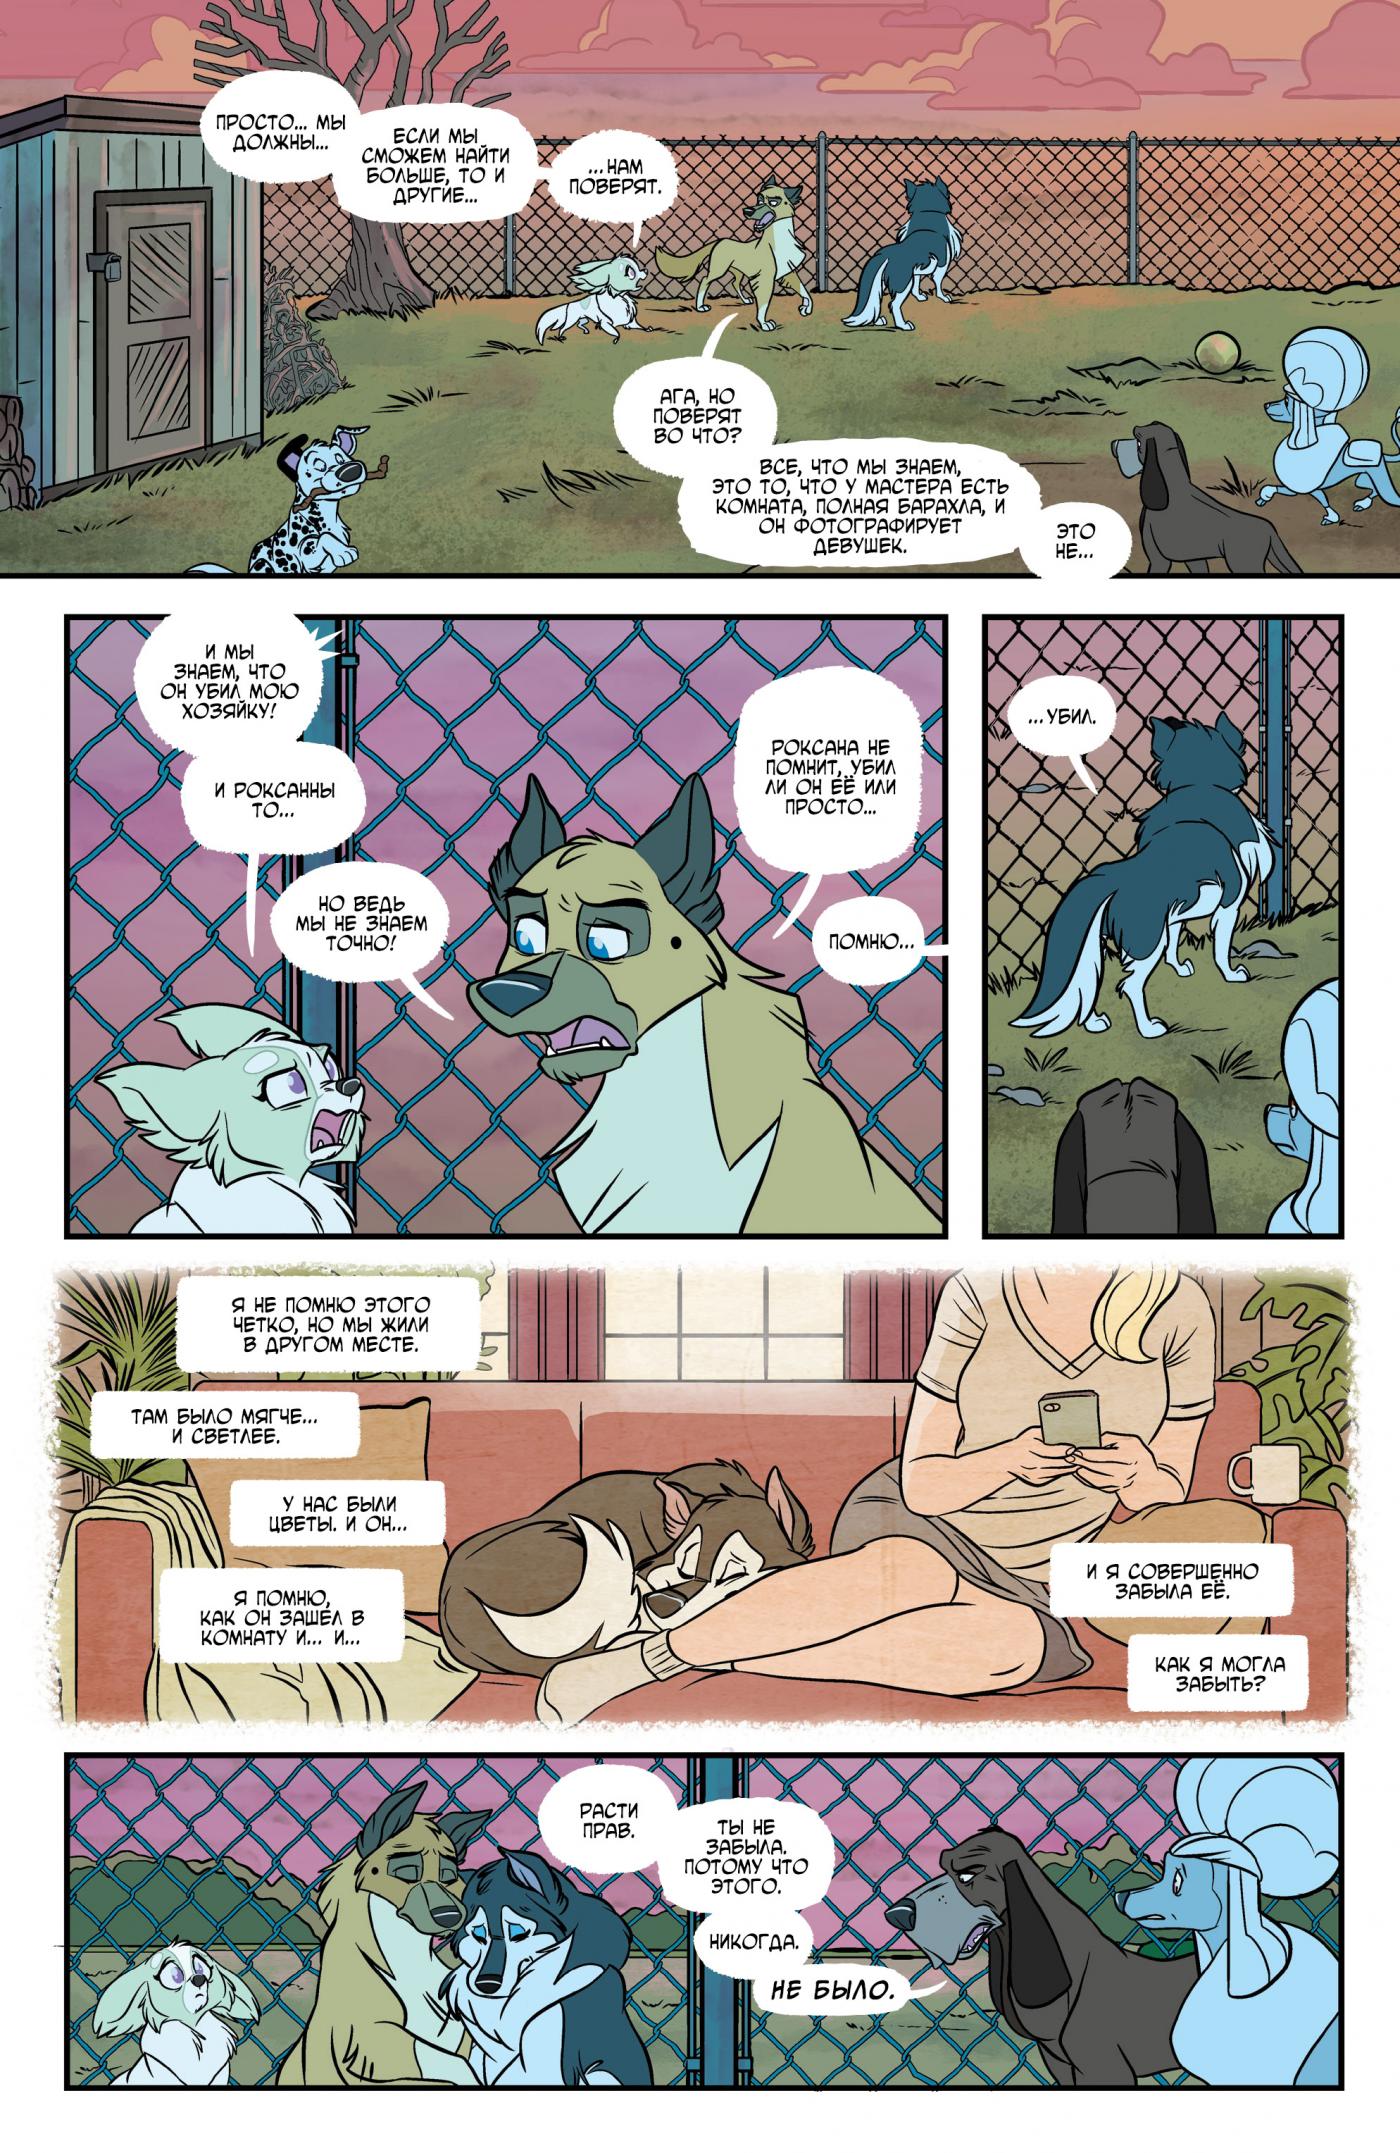 ПРОСТО... МЫ
ДОЛЖНЫ...
ЕСЛИ МЫ
СМОЖЕМ НАЙТИ
БОЛЬШЕ, ТО И
ДРУГИЕ...
...НАМ
ПОВЕРЯТ.
АГА, НО
ПОВЕРЯТ
ВО ЧТО?
ВСЕ, ЧТО МЫ ЗНАЕМ,
ЭТО ТО, ЧТО У МАСТЕРА ЕСТЬ
КОМНАТА, ПОЛНАЯ БАРАХЛА, И
ОН ФОТОГРАФИРУЕТ
ДЕВУШЕК.
ЭТО
НЕ...
И МЫ
ЗНАЕМ, ЧТО
ОН УБИЛ МОЮ
ХОЗЯЙКУ!
И РОКСАННЫ
ТО...
НО ВЕДЬ
МЫ НЕ ЗНАЕМ
ТОЧНО!
РОКСАНА НЕ
ПОМНИТ, УБИЛ
ЛИ ОН ЕЁ ИЛИ
ПРОСТО...
ПОМНЮ...
...УБИЛ.
Я НЕ ПОМНЮ ЭТОГО
ЧЕТКО, НО МЫ ЖИЛИ
В ДРУГОМ МЕСТЕ.
ТАМ БЫЛО МЯГЧЕ...
И СВЕТЛЕЕ.
У НАС БЫЛИ
ЦВЕТЫ. И ОН...
Я ПОМНЮ,
КАК ОН ЗАШЁЛ В
КОМНАТУ И... И...
И Я СОВЕРШЕННО
ЗАБЫЛА ЕЁ.
КАК Я МОГЛА
ЗАБЫТЬ?
РАСТИ
ПРАВ.
ТЫ НЕ
ЗАБЫЛА.
ПОТОМУ ЧТО
ЭТОГО.
НИКОГДА.
НЕ БЫЛО.